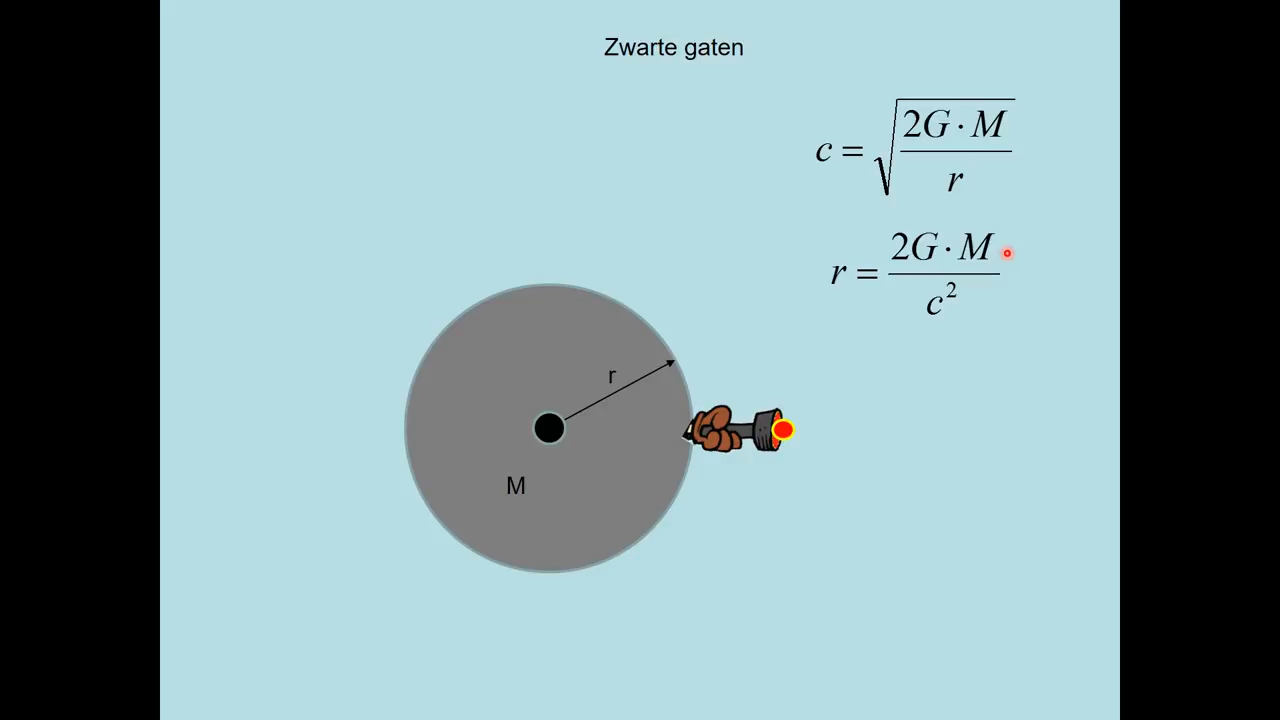 Zwarte gaten
c = √(2G · M / r)
r = 2G · M / c²
r
M